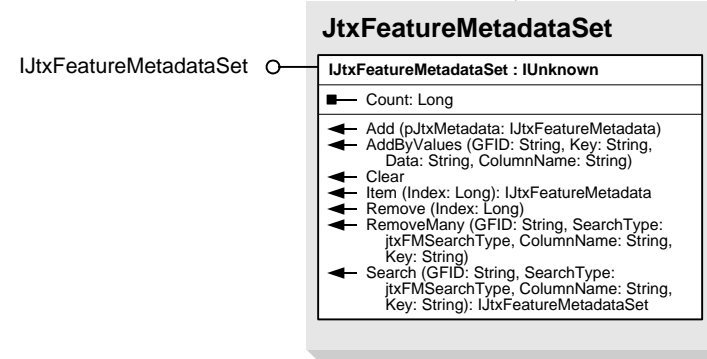 JtxFeatureMetadataSet
IJtxFeatureMetadataSet
IJtxFeatureMetadataSet : IUnknown
Count: Long
Add (pJtxMetadata: IJtxFeatureMetadata)
AddByValues (GFID: String, Key: String,
Data: String, ColumnName: String)
Clear
Item (Index: Long): IJtxFeatureMetadata
Remove (Index: Long)
RemoveMany (GFID: String, SearchType:
jtxFMSearchType, ColumnName: String,
Key: String)
Search (GFID: String, SearchType:
jtxFMSearchType, ColumnName: String,
Key: String): IJtxFeatureMetadataSet